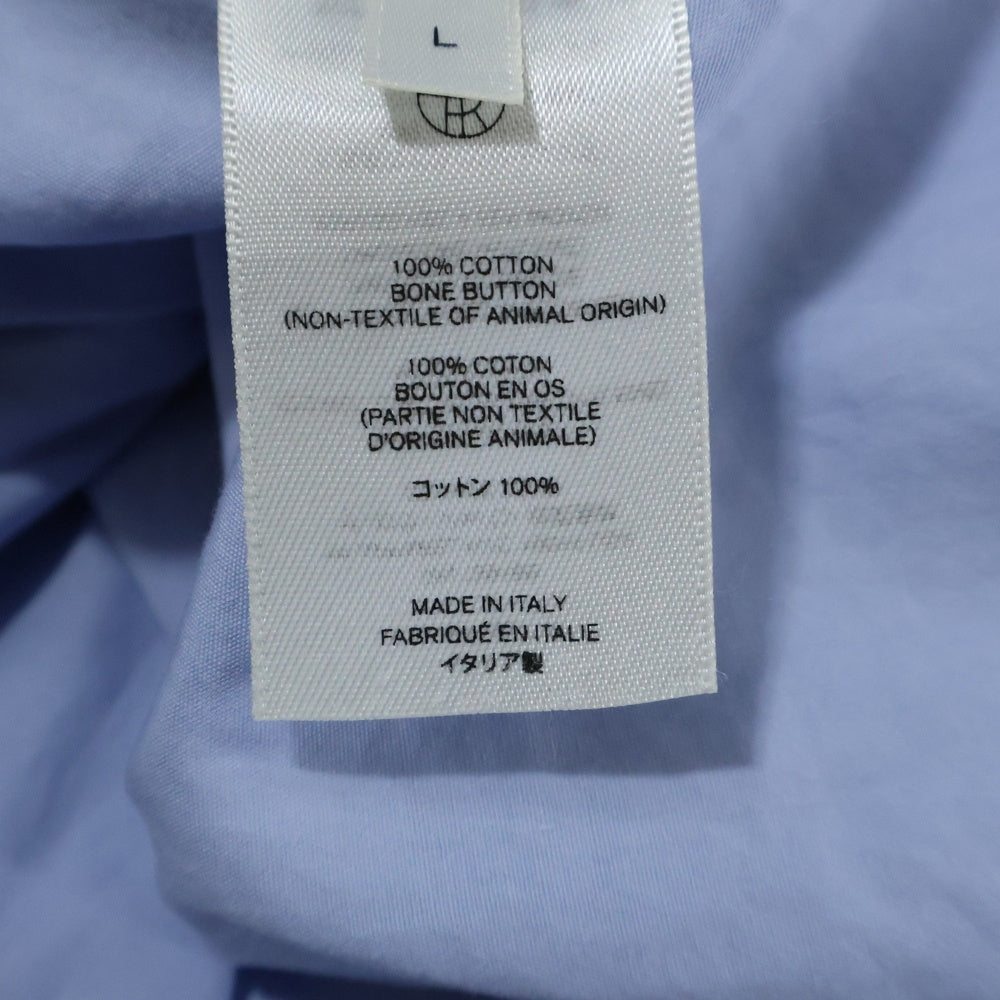 L
100% COTTON
BONE BUTTON
(NON-TEXTILE OF ANIMAL ORIGIN)
100% COTON
BOUTON EN OS
(PARTIE NON TEXTILE
D'ORIGINE ANIMALE)
コットン 100%
MADE IN ITALY
FABRIQUÉ EN ITALIE
イタリア製